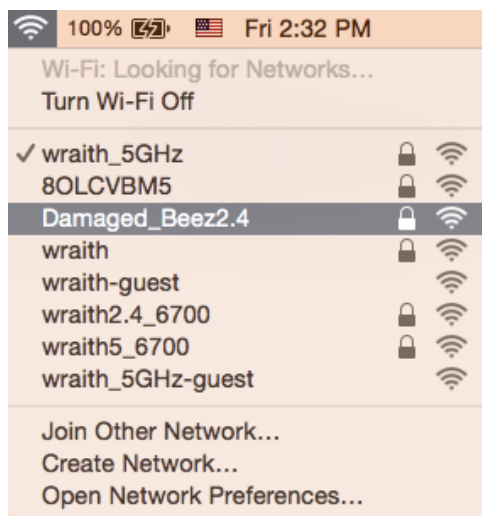 100% Fri 2:32 PM
Wi-Fi: Looking for Networks...
Turn Wi-Fi Off
✓ wraith_5GHz
8OLCVBM5
Damaged_Beez2.4
wraith
wraith-guest
wraith2.4_6700
wraith5_6700
wraith_5GHz-guest
Join Other Network...
Create Network...
Open Network Preferences...